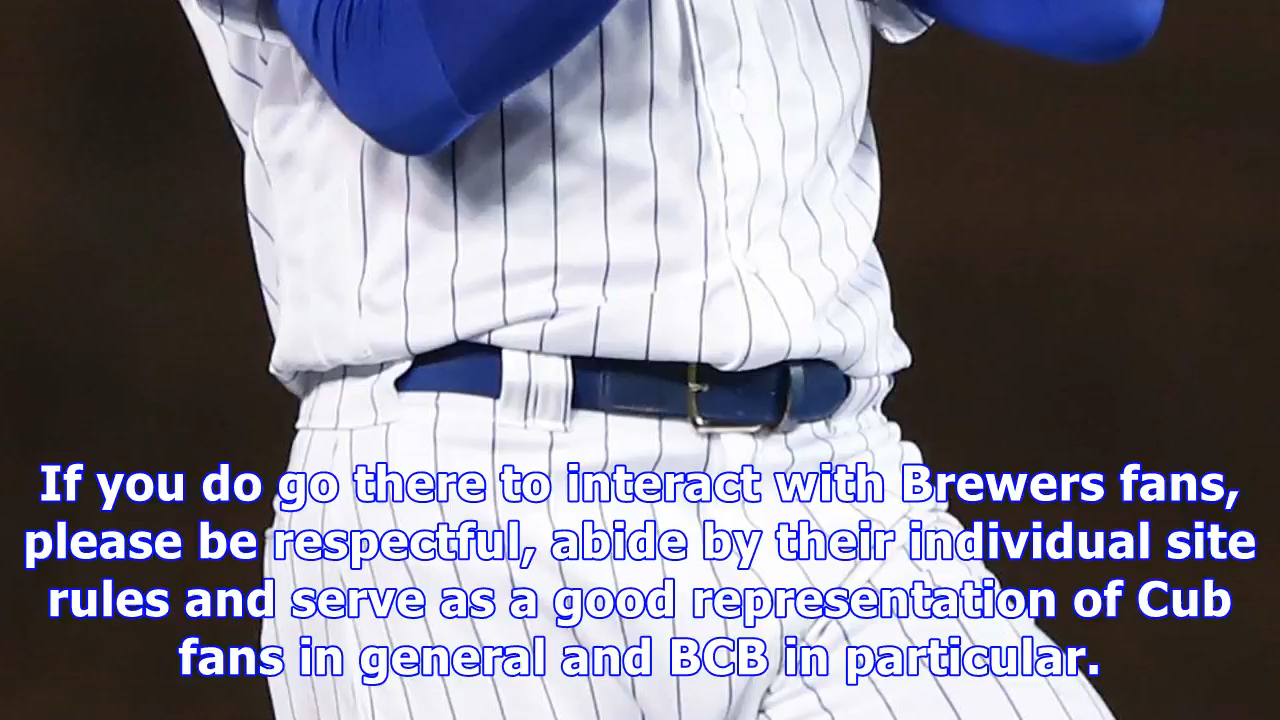 If you do go there to interact with Brewers fans,
please be respectful, abide by their individual site
rules and serve as a good representation of Cub
fans in general and BCB in particular.